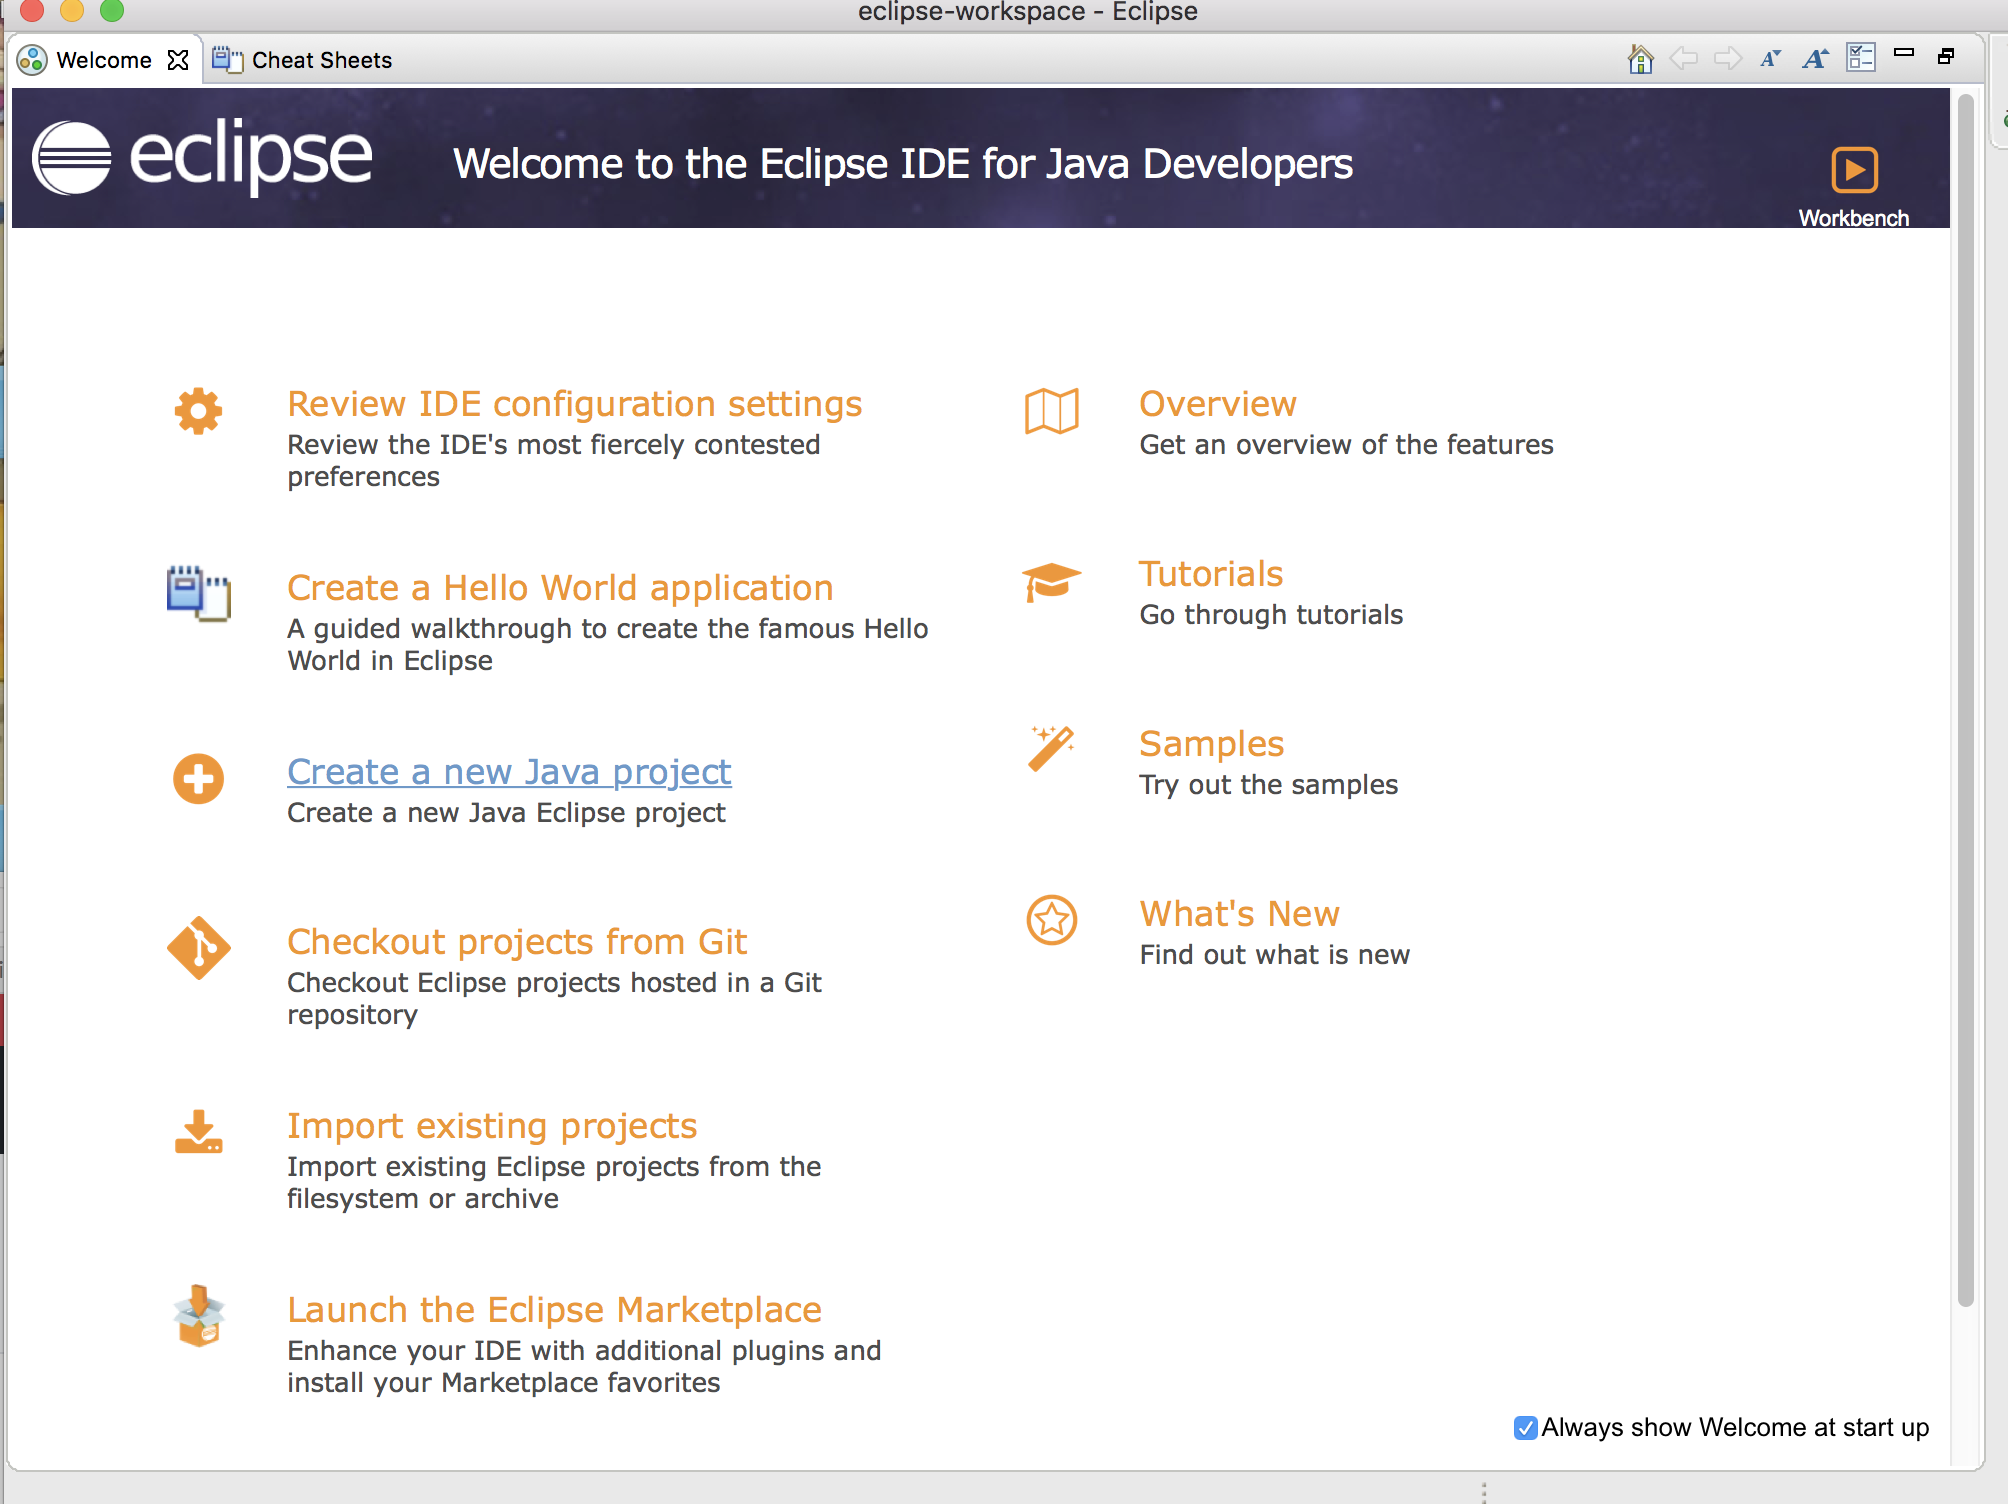 eclipse-workspace - Eclipse
Welcome
Cheat Sheets
eclipse
Welcome to the Eclipse IDE for Java Developers
Workbench
Review IDE configuration settings
Review the IDE's most fiercely contested
preferences
Create a Hello World application
A guided walkthrough to create the famous Hello
World in Eclipse
Create a new Java project
Create a new Java Eclipse project
Checkout projects from Git
Checkout Eclipse projects hosted in a Git
repository
Import existing projects
Import existing Eclipse projects from the
filesystem or archive
Launch the Eclipse Marketplace
Enhance your IDE with additional plugins and
install your Marketplace favorites
Overview
Get an overview of the features
Tutorials
Go through tutorials
Samples
Try out the samples
What's New
Find out what is new
Always show Welcome at start up